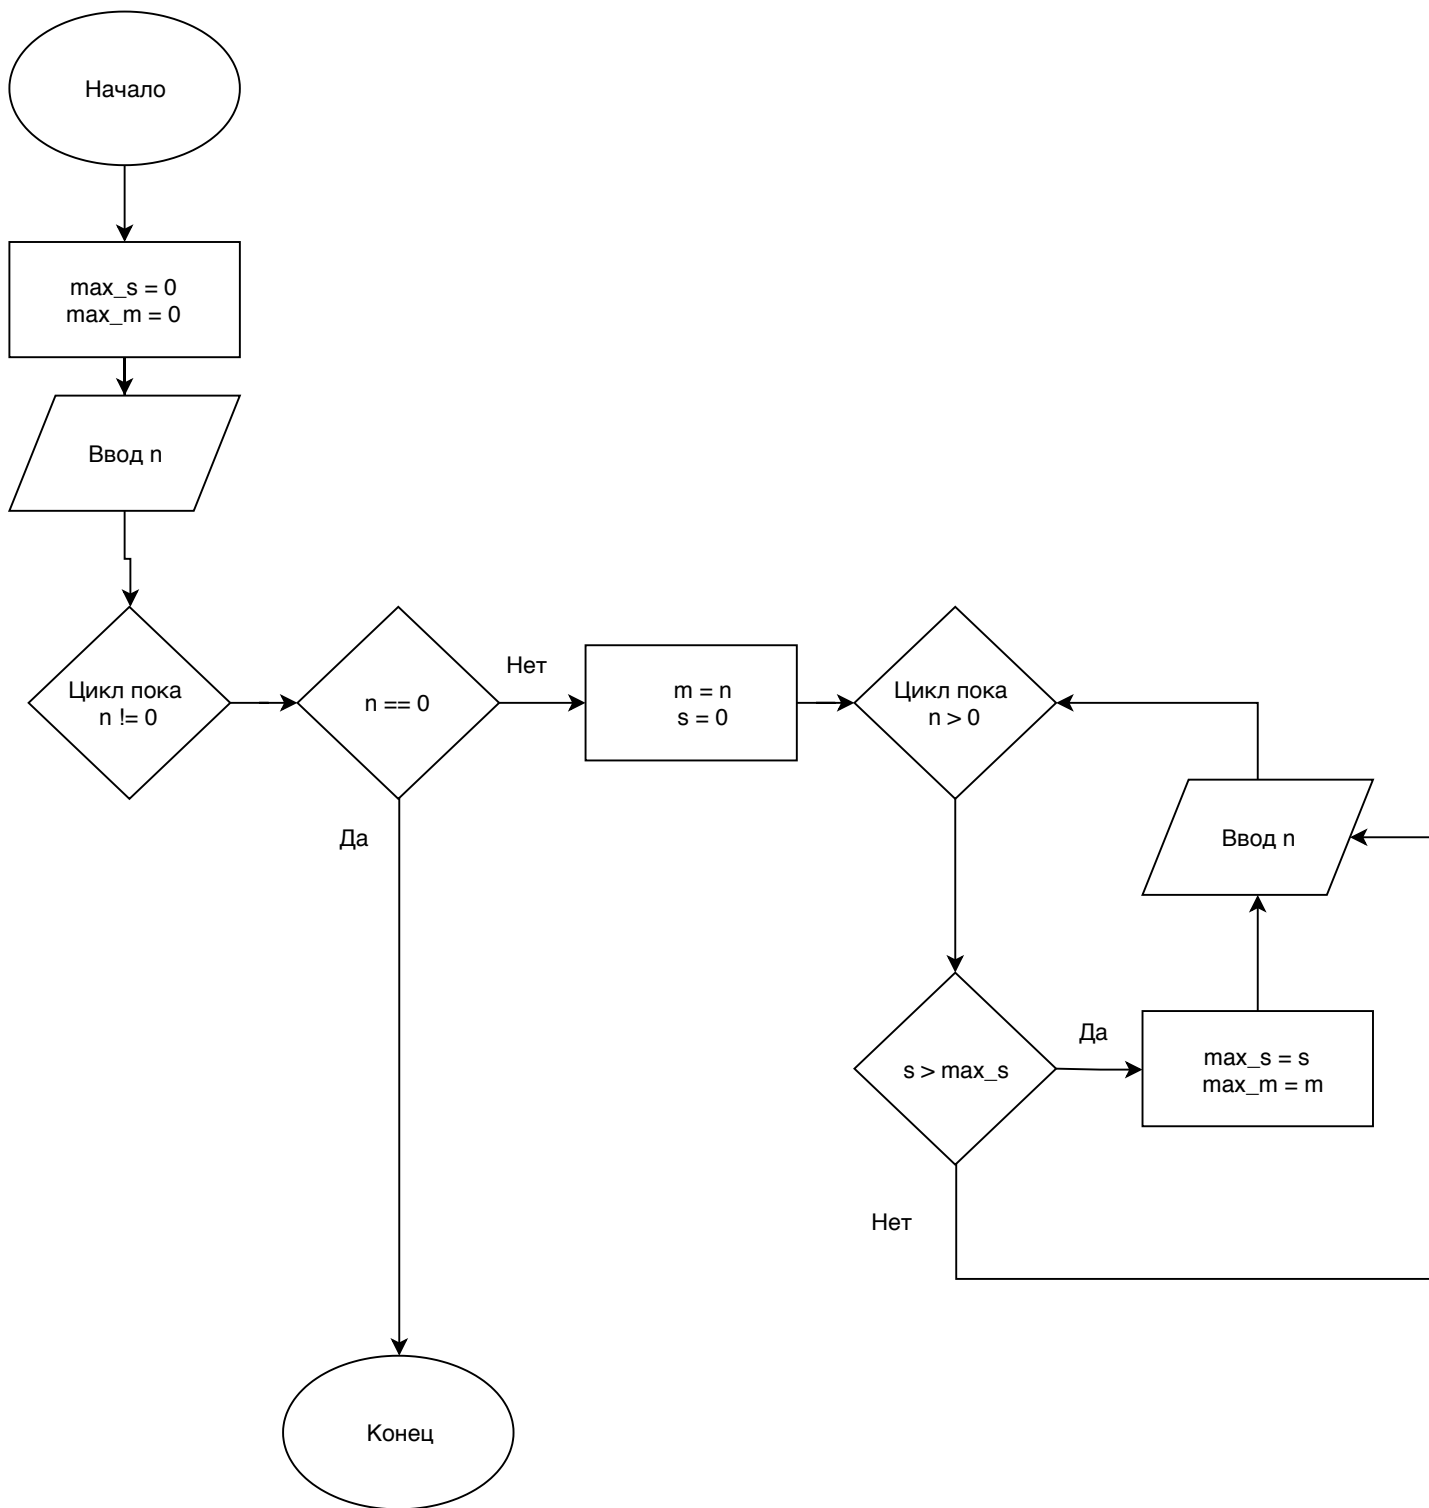 Начало
max_s = 0
max_m = 0
Ввод n
Цикл пока
n != 0
n == 0
Нет
Да
m = n
s = 0
Цикл пока
n > 0
Ввод n
s > max_s
Да
max_s = s
max_m = m
Нет
Конец